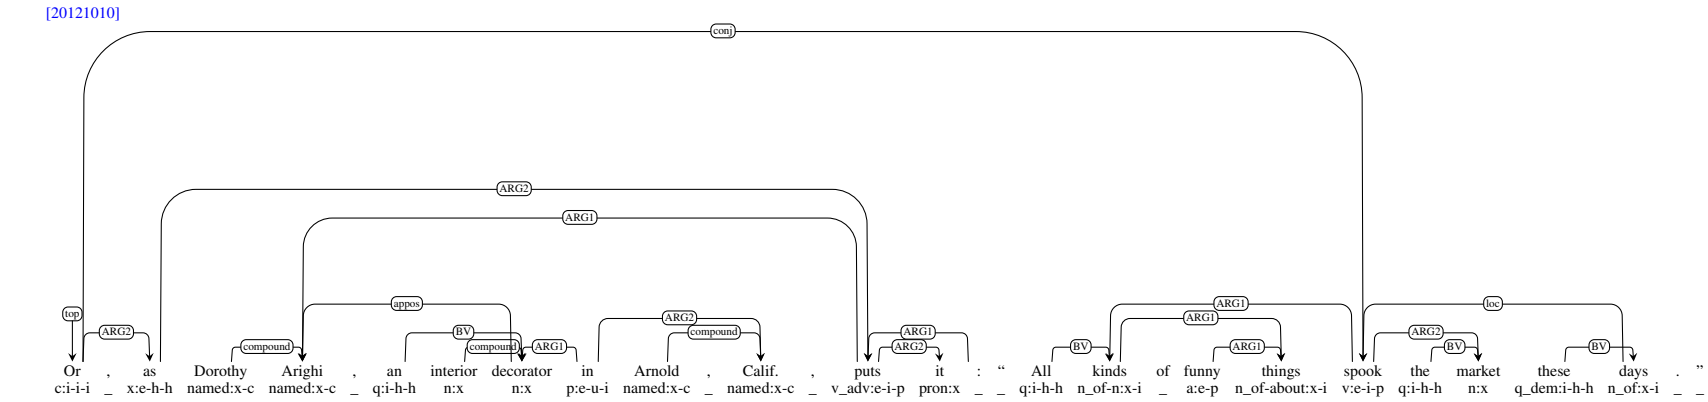 [20121010]
conj
ARG2
ARG1
appos ARG1 loc
top ARG2 ARG1
ARG2 BV compound ARG1 ARG2
compound compound ARG1 ARG2 BV ARG1 BV BV
Or , as Dorothy Arighi , an interior decorator in Arnold , Calif. , puts it : “ All kinds of funny things spook the market these days . ”
c:i-i-i _ x:e-h-h named:x-c named:x-c _ q:i-h-h n:x n:x p:e-u-i named:x-c _ named:x-c _ v_adv:e-i-p pron:x _ _ q:i-h-h n_of-n:x-i _ a:e-p n_of-about:x-i v:e-i-p q:i-h-h n:x q_dem:i-h-h n_of:x-i _ _